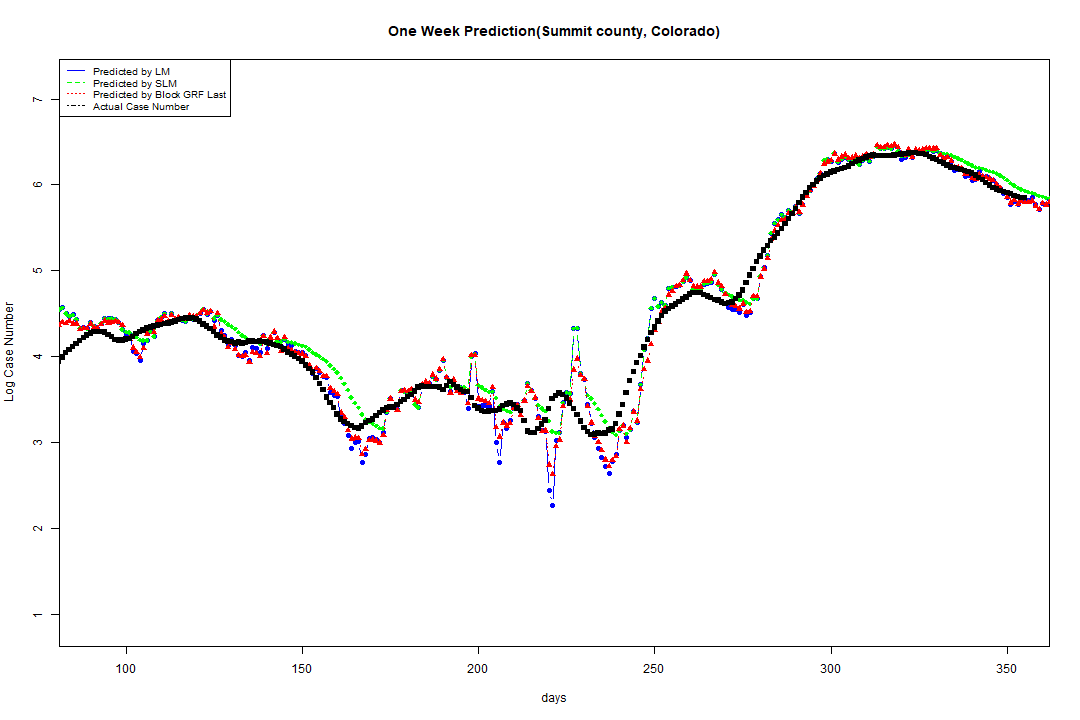 One Week Prediction(Summit county, Colorado)
Predicted by LM
Predicted by SLM
Predicted by Block GRF Last
Actual Case Number
7
6
5
4
3
2
1
Log Case Number
100 150 200 250 300 350
days